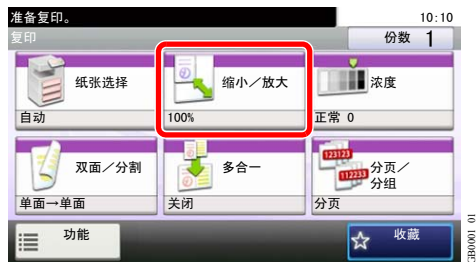 准备复印。 10:10
复印 份数 1
纸张选择 缩小／放大 浓度
自动 100% 正常 0
双面／分割 多合一 123123 112233 分页／
分组
单面→单面 关闭 分页
功能 收藏